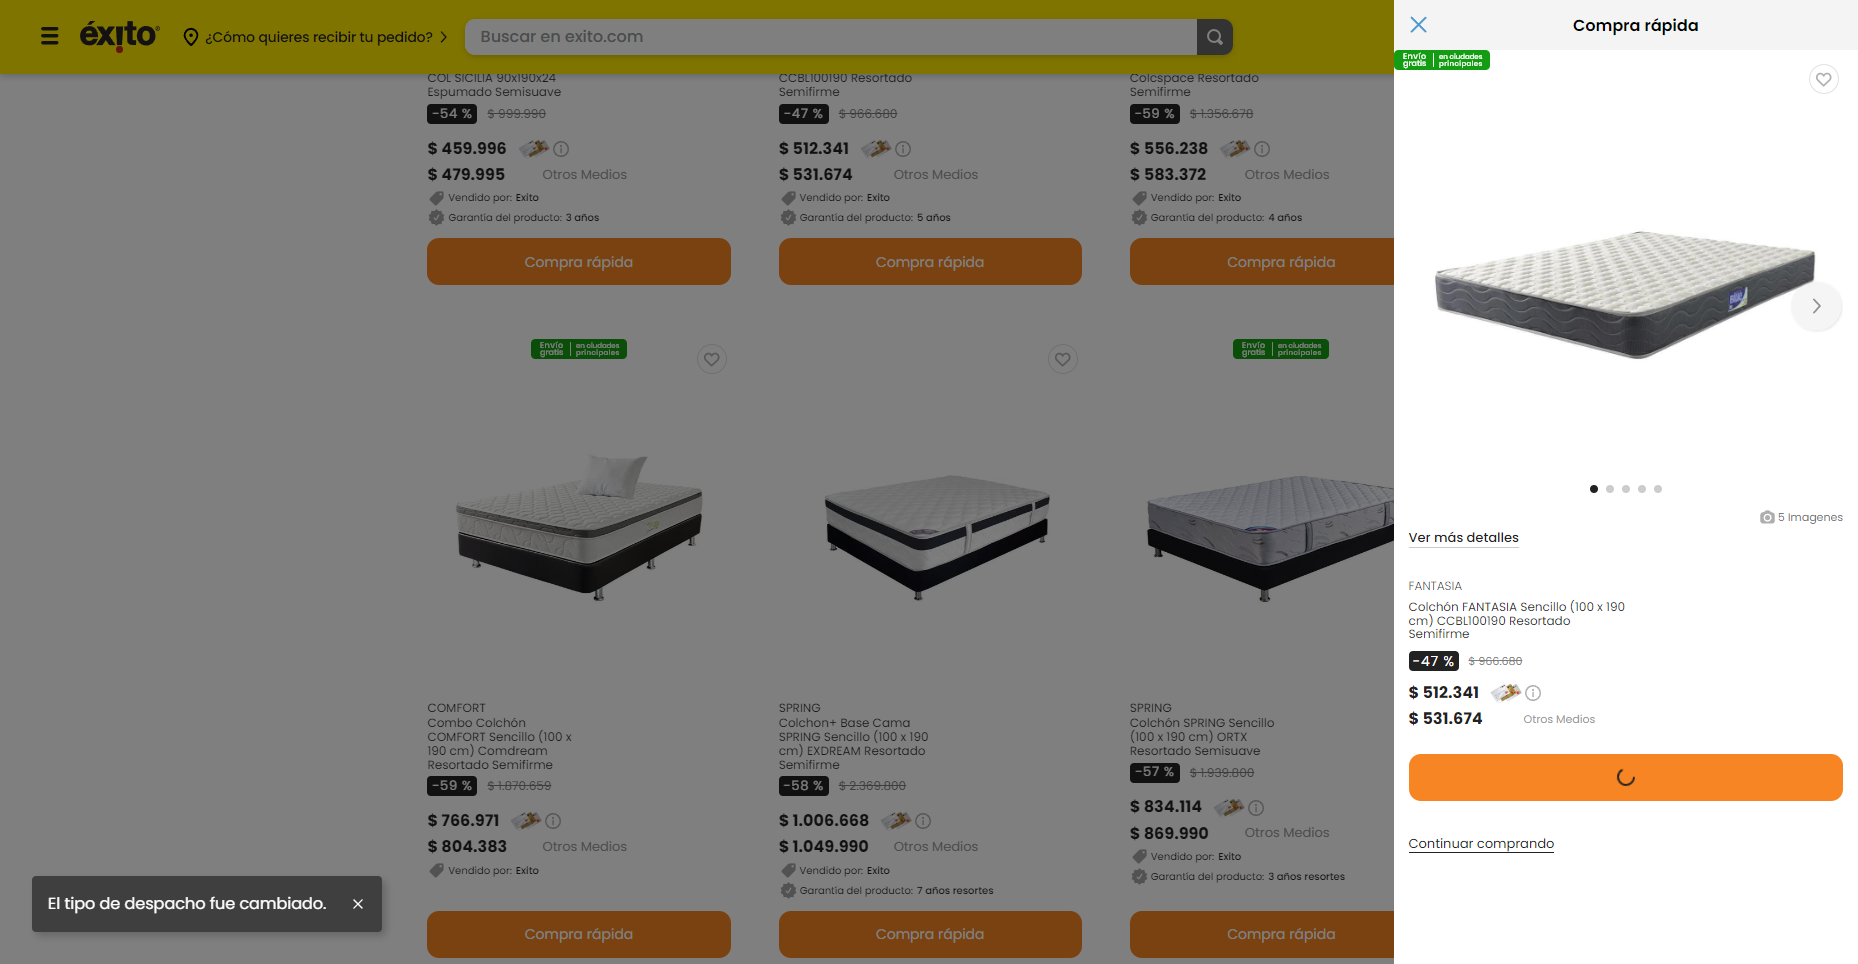 éxito
¿Cómo quieres recibir tu pedido?
Buscar en exito.com
COL SICILIA 90x190x24
Espumado Semisuave
-54 % $ 999.990
$ 459.996
$ 479.995 Otros Medios
Vendido por: Exito
Garantía del producto: 3 años
Compra rápida
CCBL100190 Resortado
Semifirme
-47 % $ 966.680
$ 512.341
$ 531.674 Otros Medios
Vendido por: Exito
Garantía del producto: 5 años
Compra rápida
Colcspace Resortado
Semifirme
-59 % $ 1.356.678
$ 556.238
$ 583.372 Otros Medios
Vendido por: Exito
Garantía del producto: 4 años
Compra rápida
Envío gratis en ciudades principales
COMFORT
Combo Colchón
COMFORT Sencillo (100 x
190 cm) Comdream
Resortado Semifirme
-59 % $ 1.870.659
$ 766.971
$ 804.383 Otros Medios
Vendido por: Exito
Compra rápida
SPRING
Colchon+ Base Cama
SPRING Sencillo (100 x 190
cm) EXDREAM Resortado
Semifirme
-58 % $ 2.369.800
$ 1.006.668
$ 1.049.990 Otros Medios
Vendido por: Exito
Garantía del producto: 7 años resortes
Compra rápida
Envío gratis en ciudades principales
SPRING
Colchón SPRING Sencillo
(100 x 190 cm) ORTX
Resortado Semisuave
-57 % $ 1.939.800
$ 834.114
$ 869.990 Otros Medios
Vendido por: Exito
Garantía del producto: 3 años resortes
Compra rápida
El tipo de despacho fue cambiado.
Compra rápida
Envío gratis en ciudades principales
5 Imagenes
Ver más detalles
FANTASIA
Colchón FANTASIA Sencillo (100 x 190
cm) CCBL100190 Resortado
Semifirme
-47 % $ 966.680
$ 512.341
$ 531.674 Otros Medios
Continuar comprando